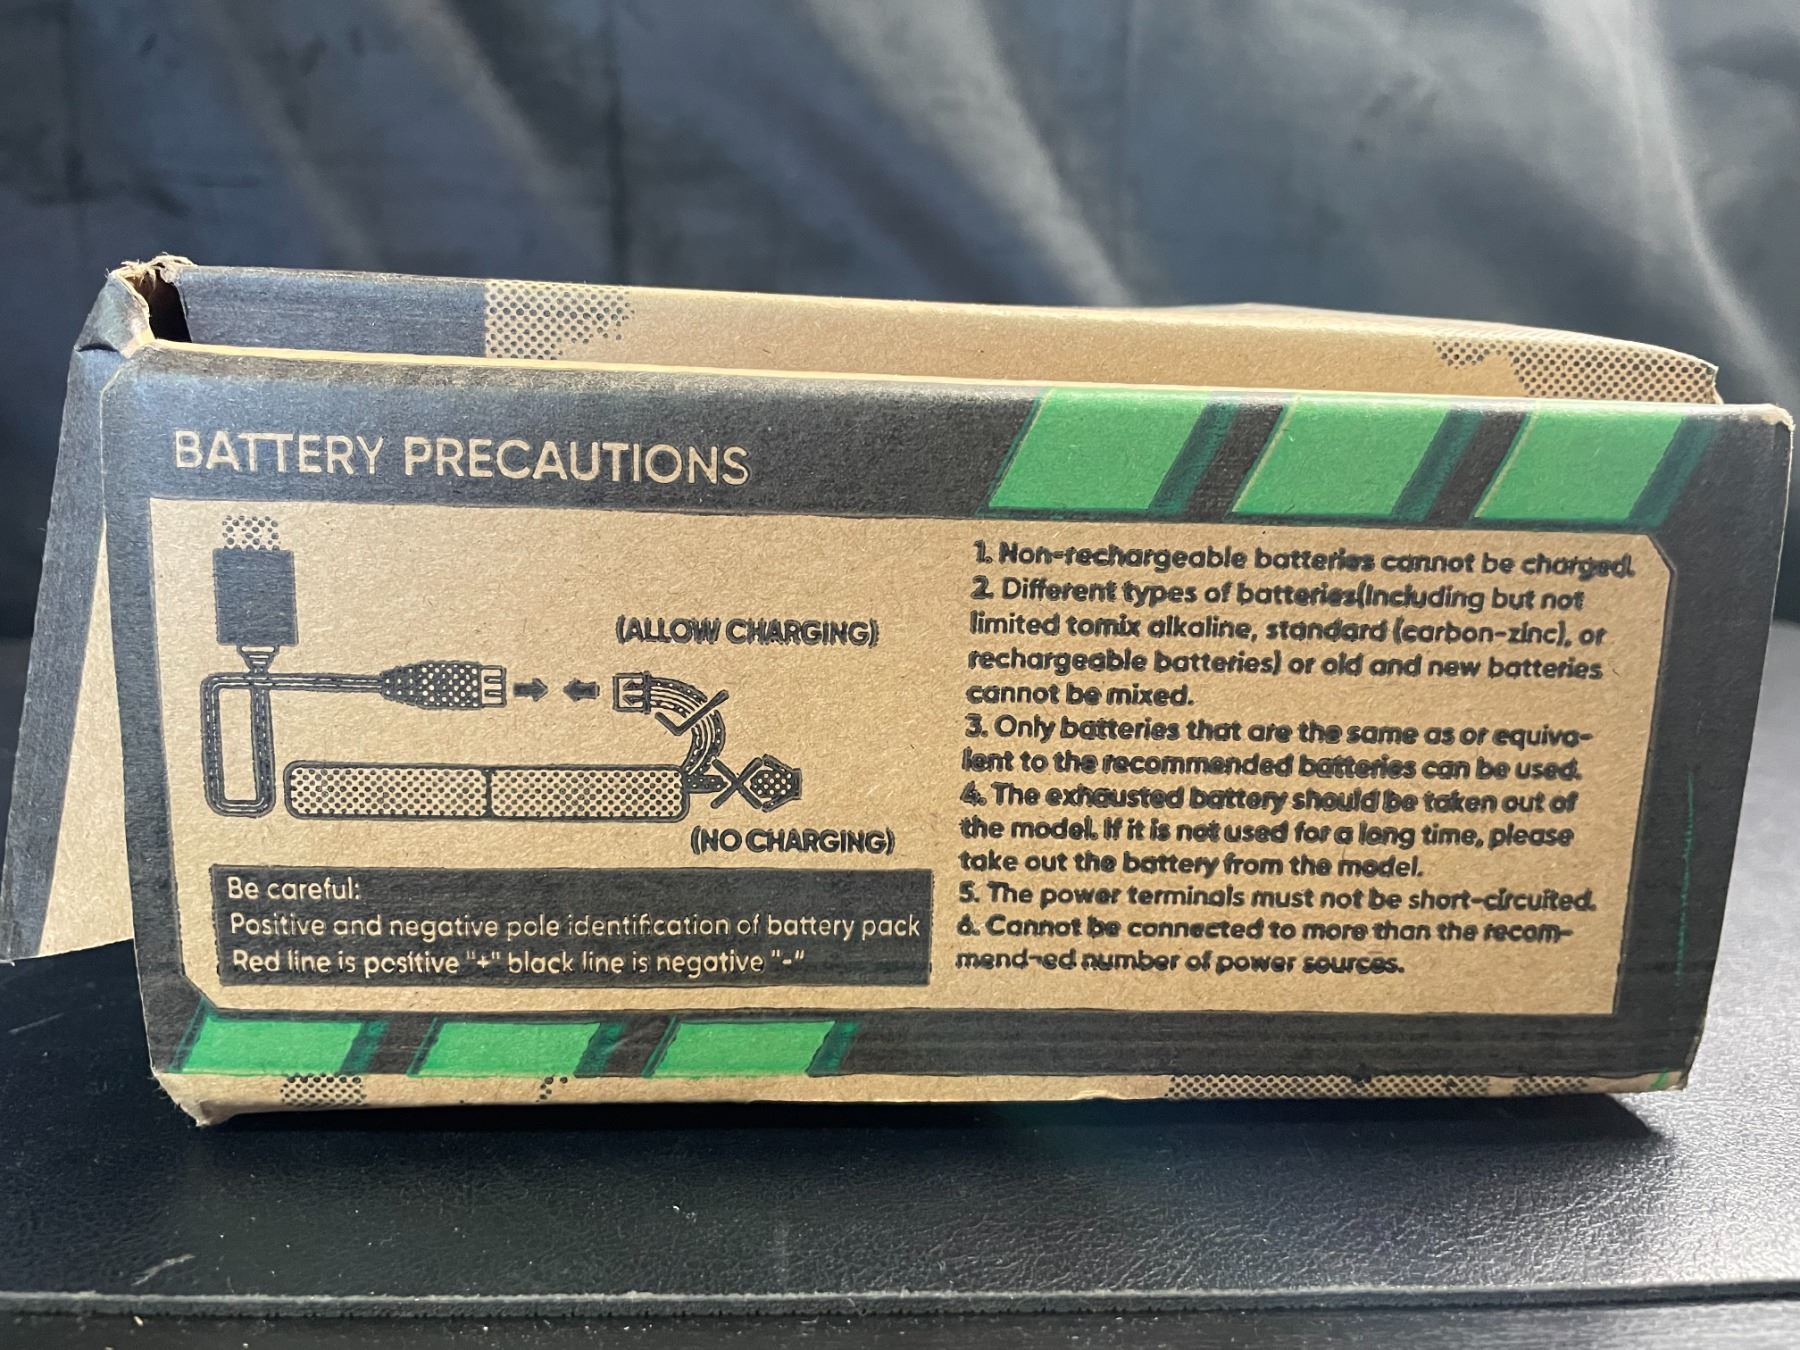 BATTERY PRECAUTIONS
(ALLOW CHARGING)
(NO CHARGING)
Be careful:
Positive and negative pole identification of battery pack
Red line is positive "+" black line is negative "-"
1. Non-rechargeable batteries cannot be charged.
2. Different types of batteries(Including but not
limited tomix alkaline, standard (carbon-zinc), or
rechargeable batteries) or old and new batteries
cannot be mixed.
3. Only batteries that are the same as or equiva-
lent to the recommended batteries can be used.
4. The exhausted battery should be taken out of
the model. If it is not used for a long time, please
take out the battery from the model.
5. The power terminals must not be short-circuited.
6. Cannot be connected to more than the recom-
mend-ed number of power sources.